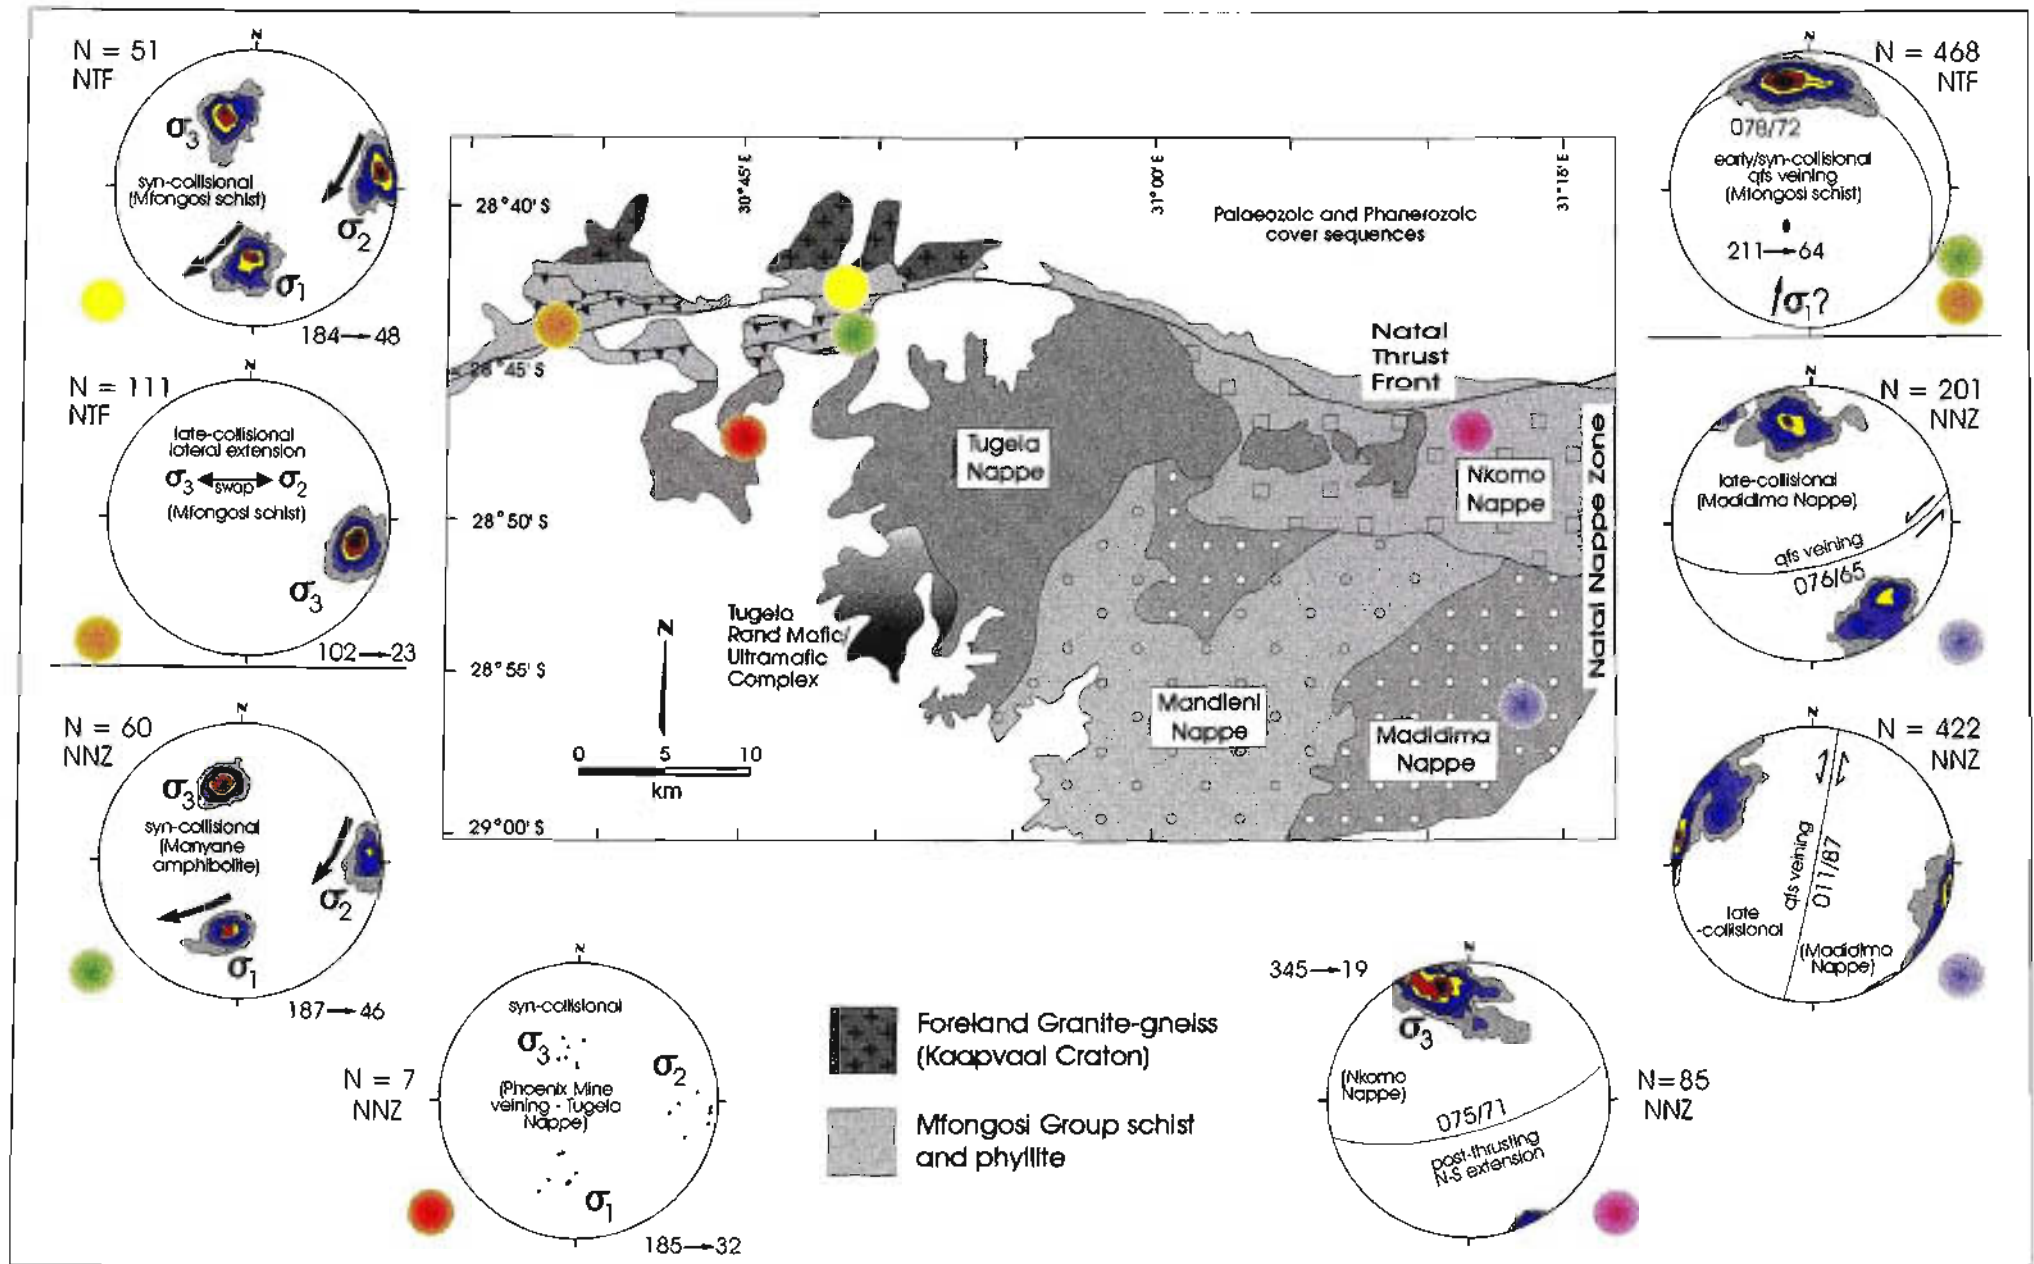 N = 51
NTF
N
σ3
syn-collisional
(Mfongosi schist)
σ2
σ1
184→48
N = 111
NTF
N
late-collisional
lateral extension
σ3 ↔ σ2
swap
(Mfongosi schist)
σ3
102→23
N = 60
NNZ
N
σ3
syn-collisional
(Manyane
amphibolite)
σ2
σ1
187→46
N = 7
NNZ
N
syn-collisional
σ3
σ2
(Phoenix Mine
veining - Tugela
Nappe)
σ1
185→32
30°45'E
31°00'E
31°15'E
28°40' S
28°45' S
28°50' S
28°55' S
29°00' S
Palaeozoic and Phanerozoic
cover sequences
Natal
Thrust
Front
Tugela
Nappe
Nkomo
Nappe
Natal Nappe Zone
Tugela
Rand Mafic/
Ultramafic
Complex
N
0 5 10
km
Mandleni
Nappe
Madidima
Nappe
Foreland Granite-gneiss
(Kaapvaal Craton)
Mfongosi Group schist
and phyllite
N
N = 468
NTF
078/72
early/syn-collisional
qfs veining
(Mfongosi schist)
211→64
σ1?
N
N = 201
NNZ
late-collisional
(Madidima Nappe)
qfs veining
076/65
N
N = 422
NNZ
qfs veining
011/87
late
-collisional
(Madidima
Nappe)
345→19
N
σ3
(Nkomo
Nappe)
075/71
post-thrusting
N-S extension
N=85
NNZ